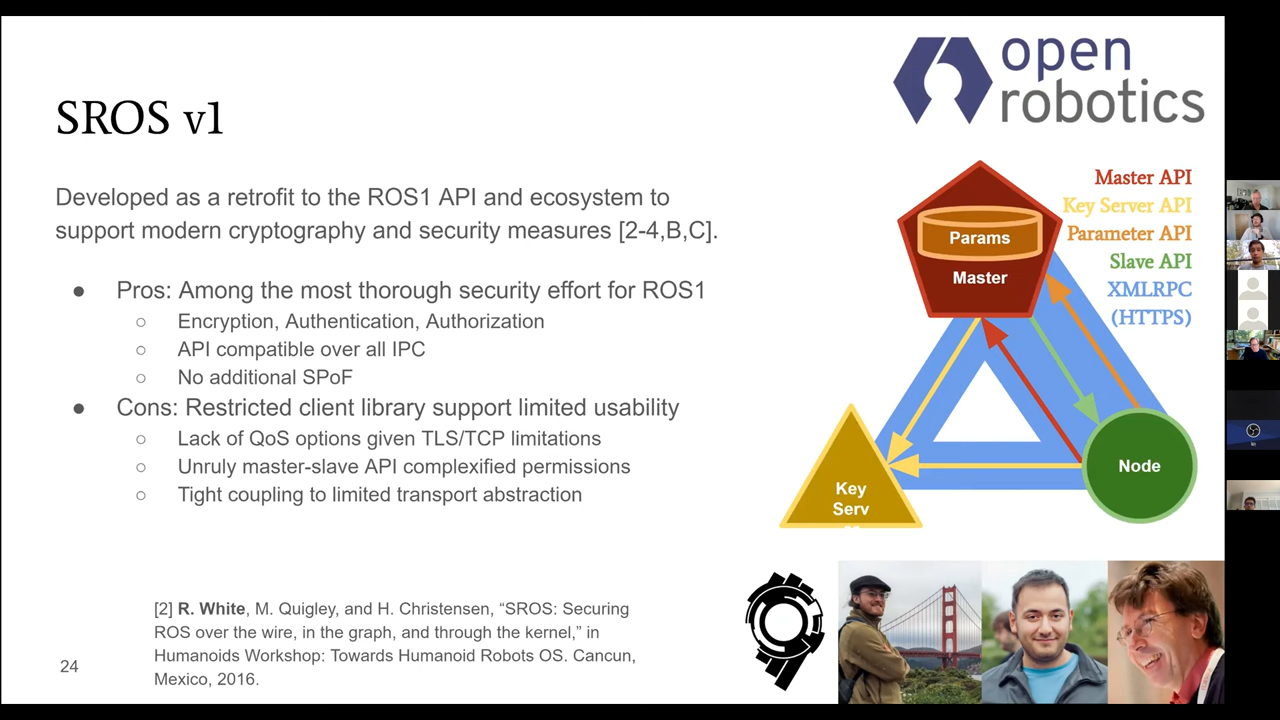 open
robotics
SROS v1
Developed as a retrofit to the ROS1 API and ecosystem to
support modern cryptography and security measures [2-4,B,C].
● Pros: Among the most thorough security effort for ROS1
○ Encryption, Authentication, Authorization
○ API compatible over all IPC
○ No additional SPoF
● Cons: Restricted client library support limited usability
○ Lack of QoS options given TLS/TCP limitations
○ Unruly master-slave API complexified permissions
○ Tight coupling to limited transport abstraction
Master API
Key Server API
Parameter API
Slave API
XMLRPC
(HTTPS)
Params
Master
Key
Serv
Node
[2] R. White, M. Quigley, and H. Christensen, “SROS: Securing
ROS over the wire, in the graph, and through the kernel,” in
Humanoids Workshop: Towards Humanoid Robots OS. Cancun,
Mexico, 2016.
24